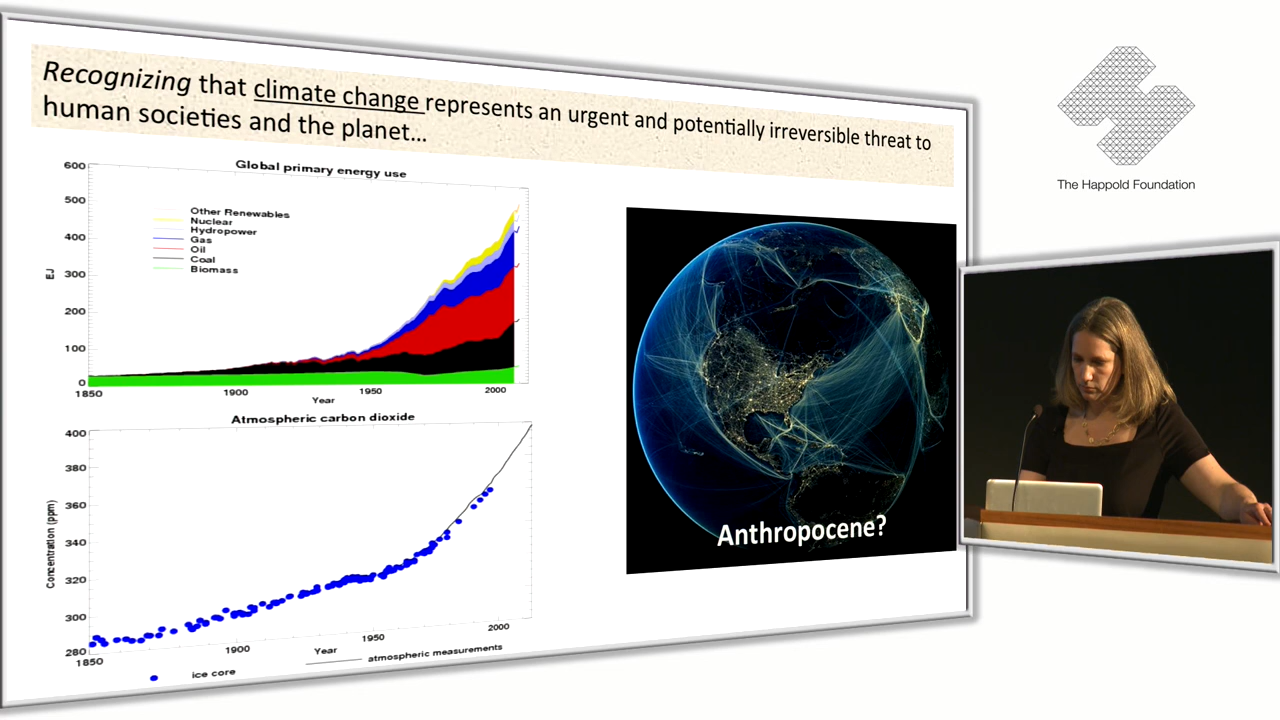 Recognizing that climate change represents an urgent and potentially irreversible threat to
human societies and the planet...
Global primary energy use
600
500
400
300
200
100
0
EJ
Other Renewables
Nuclear
Hydropower
Gas
Oil
Coal
Biomass
1850
1900
1950
2000
Year
Atmospheric carbon dioxide
400
380
360
340
320
300
280
Concentration (ppm)
1850
1900
1950
2000
Year
ice core
atmospheric measurements
Anthropocene?
The Happold Foundation